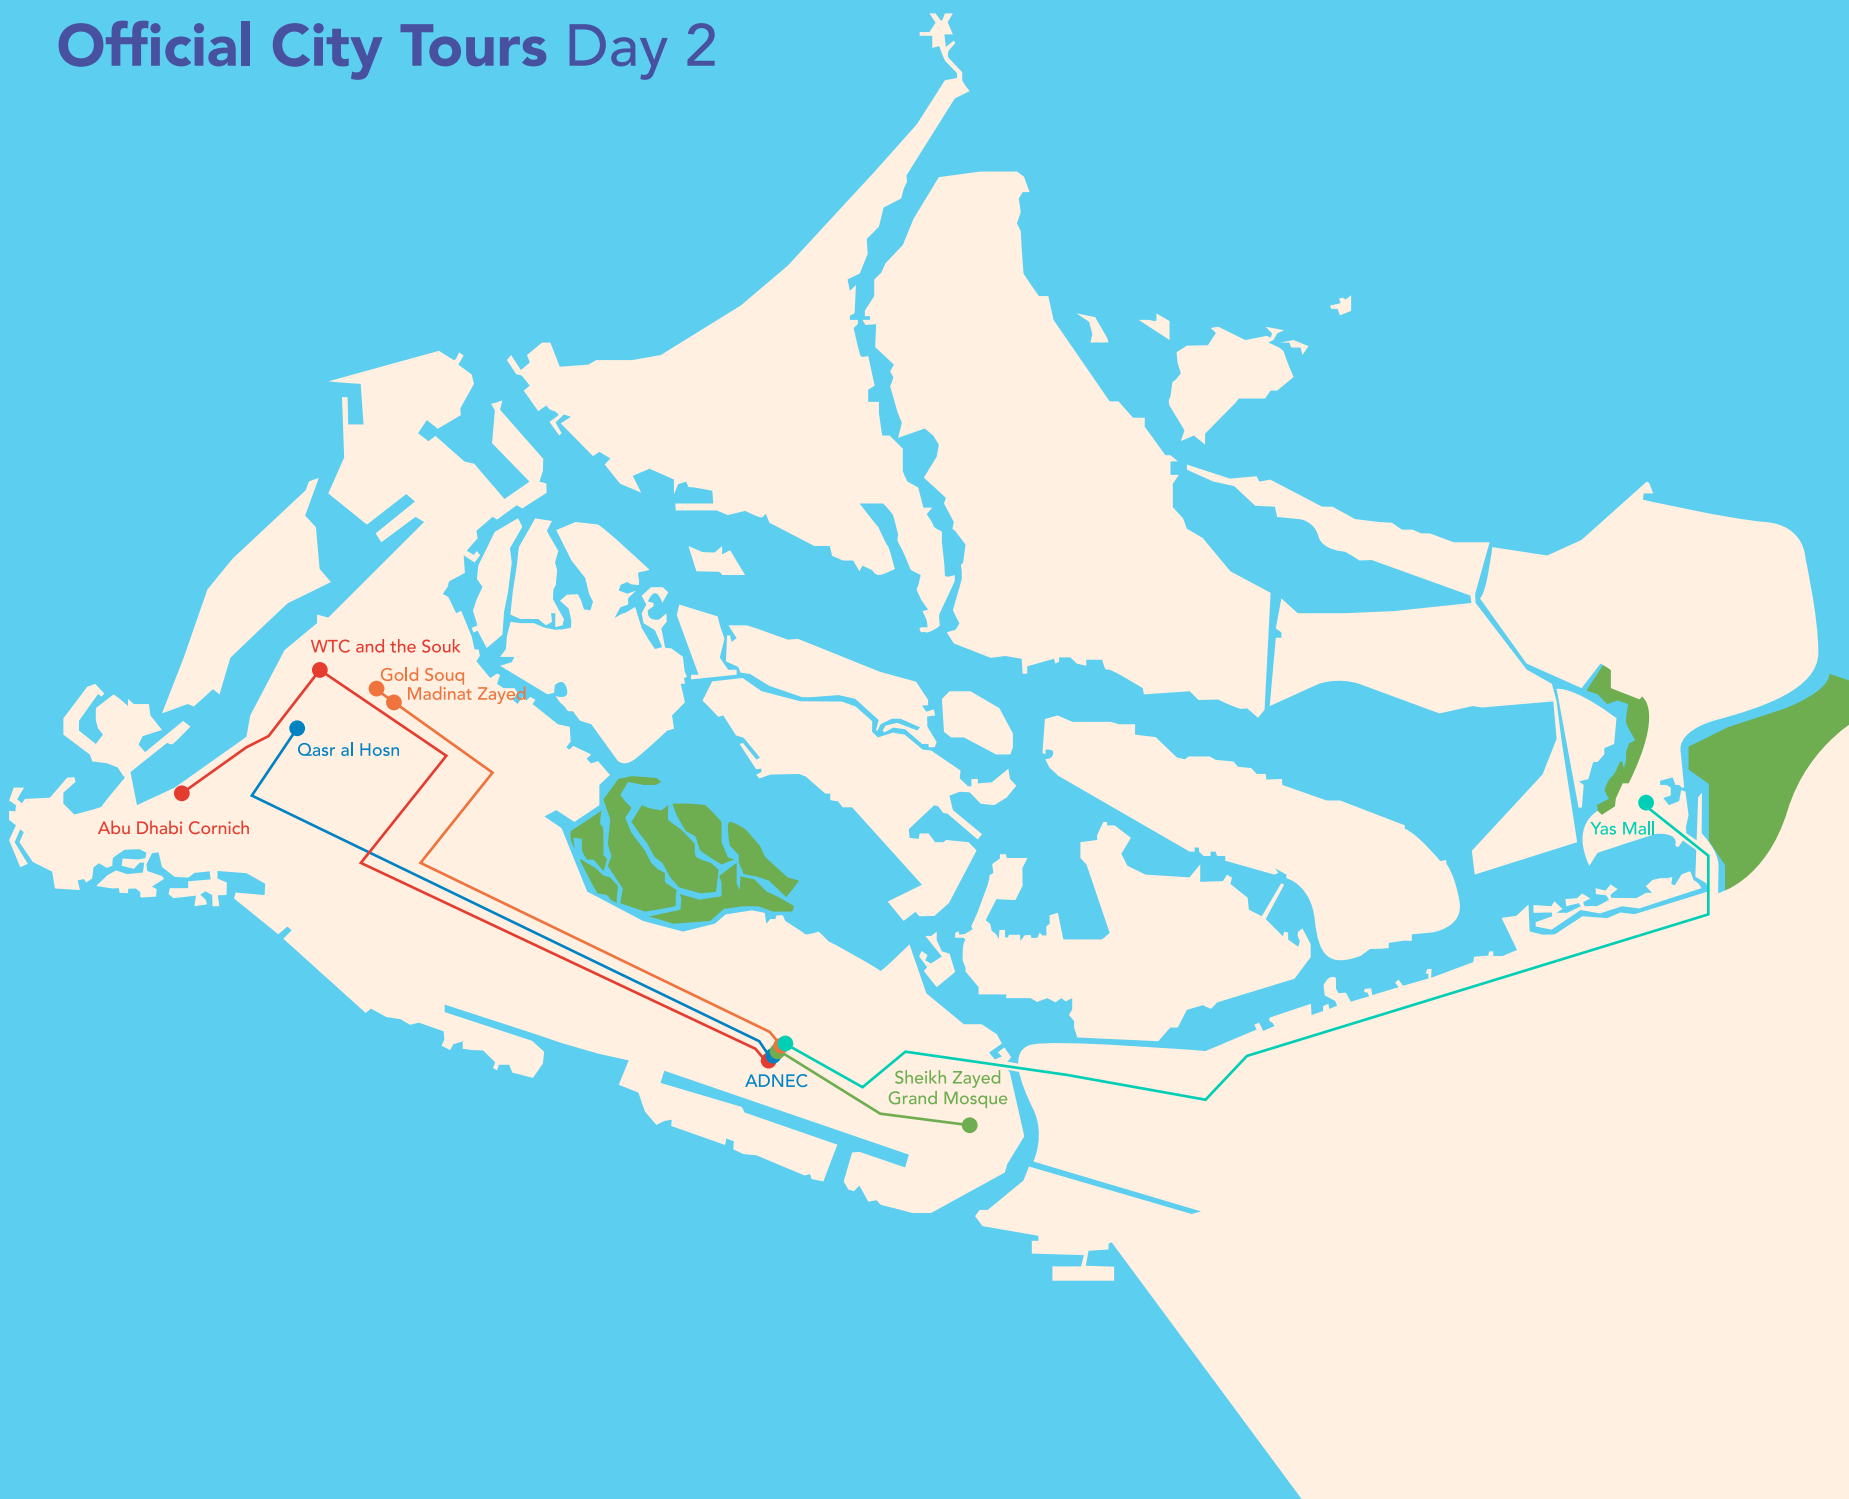 Official City Tours Day 2
WTC and the Souk
Gold Souq
Madinat Zayed
Qasr al Hosn
Abu Dhabi Cornich
Yas Mall
ADNEC
Sheikh Zayed
Grand Mosque